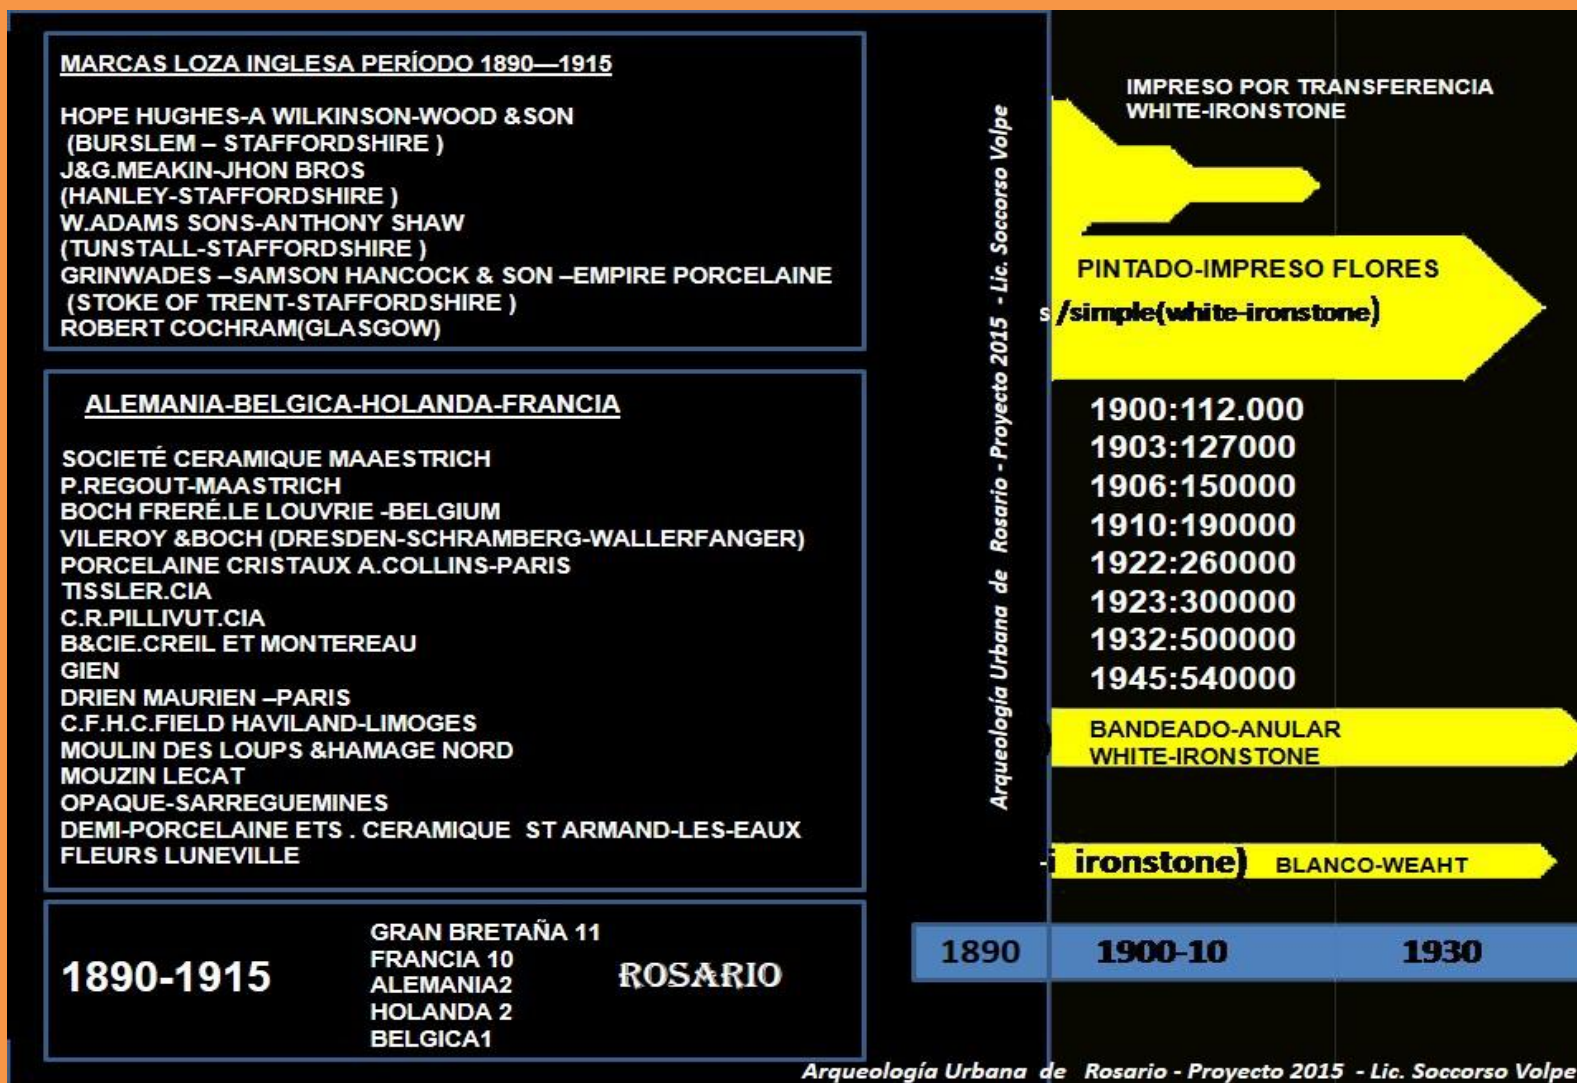 MARCAS LOZA INGLESA PERÍODO 1890—1915
HOPE HUGHES-A WILKINSON-WOOD &SON
(BURSLEM – STAFFORDSHIRE )
J&G.MEAKIN-JHON BROS
(HANLEY-STAFFORDSHIRE )
W.ADAMS SONS-ANTHONY SHAW
(TUNSTALL-STAFFORDSHIRE )
GRINWADES –SAMSON HANCOCK & SON –EMPIRE PORCELAINE
(STOKE OF TRENT-STAFFORDSHIRE )
ROBERT COCHRAM(GLASGOW)
ALEMANIA-BELGICA-HOLANDA-FRANCIA
SOCIETÉ CERAMIQUE MAAESTRICH
P.REGOUT-MAASTRICH
BOCH FRERÉ.LE LOUVRIE -BELGIUM
VILEROY &BOCH (DRESDEN-SCHRAMBERG-WALLERFANGER)
PORCELAINE CRISTAUX A.COLLINS-PARIS
TISSLER.CIA
C.R.PILLIVUT.CIA
B&CIE.CREIL ET MONTEREAU
GIEN
DRIEN MAURIEN –PARIS
C.F.H.C.FIELD HAVILAND-LIMOGES
MOULIN DES LOUPS &HAMAGE NORD
MOUZIN LECAT
OPAQUE-SARREGUEMINES
DEMI-PORCELAINE ETS . CERAMIQUE ST ARMAND-LES-EAUX
FLEURS LUNEVILLE
1890-1915
GRAN BRETAÑA 11
FRANCIA 10
ALEMANIA2
HOLANDA 2
BELGICA1
ROSARIO
Arqueología Urbana de Rosario - Proyecto 2015 - Lic. Soccorso Volpe
IMPRESO POR TRANSFERENCIA
WHITE-IRONSTONE
PINTADO-IMPRESO FLORES
s /simple(white-ironstone)
1900:112.000
1903:127000
1906:150000
1910:190000
1922:260000
1923:300000
1932:500000
1945:540000
BANDEADO-ANULAR
WHITE-IRONSTONE
-i ironstone) BLANCO-WEAHT
1890 1900-10 1930
Arqueología Urbana de Rosario - Proyecto 2015 - Lic. Soccorso Volpe